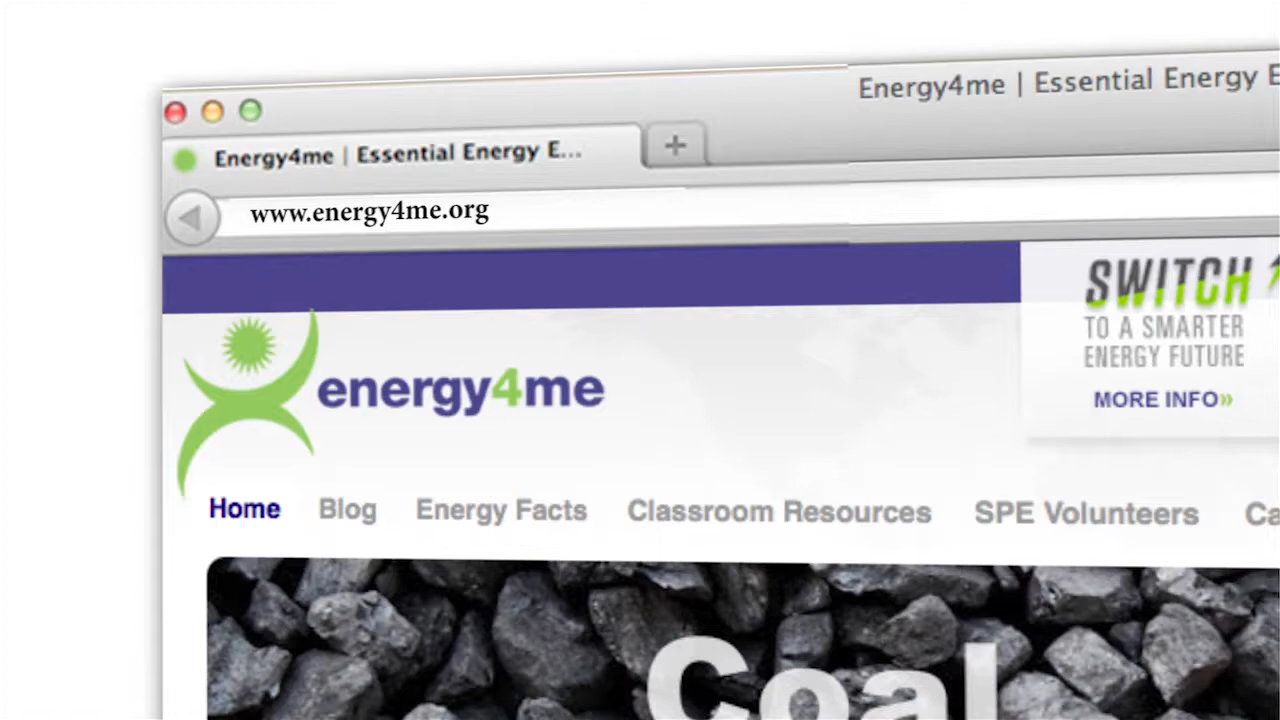 Energy4me | Essential Energy E
Energy4me | Essential Energy E...
www.energy4me.org
SWITCH
TO A SMARTER
ENERGY FUTURE
MORE INFO»
energy4me
Home Blog Energy Facts Classroom Resources SPE Volunteers Ca
Coal